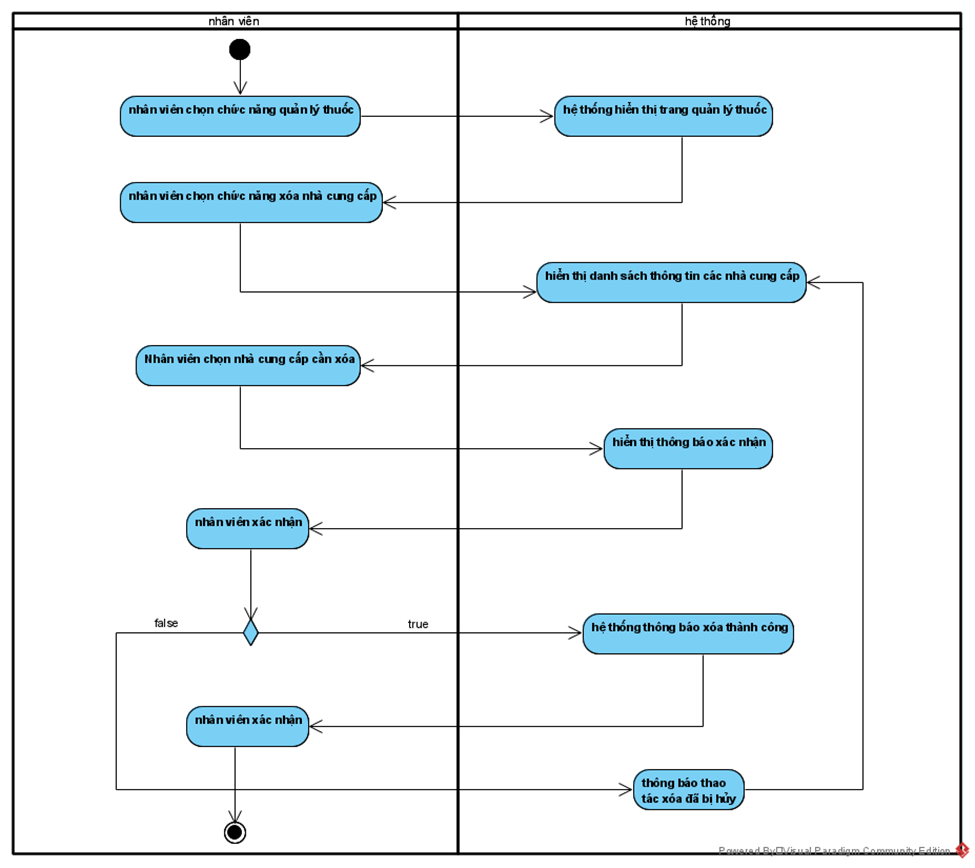 nhân viên
hệ thống
nhân viên chọn chức năng quản lý thuốc
hệ thống hiển thị trang quản lý thuốc
nhân viên chọn chức năng xóa nhà cung cấp
hiển thị danh sách thông tin các nhà cung cấp
Nhân viên chọn nhà cung cấp cần xóa
hiển thị thông báo xác nhận
nhân viên xác nhận
false
true
hệ thống thông báo xóa thành công
nhân viên xác nhận
thông báo thao
tác xóa đã bị hủy
Powered By Visual Paradigm Community Edition